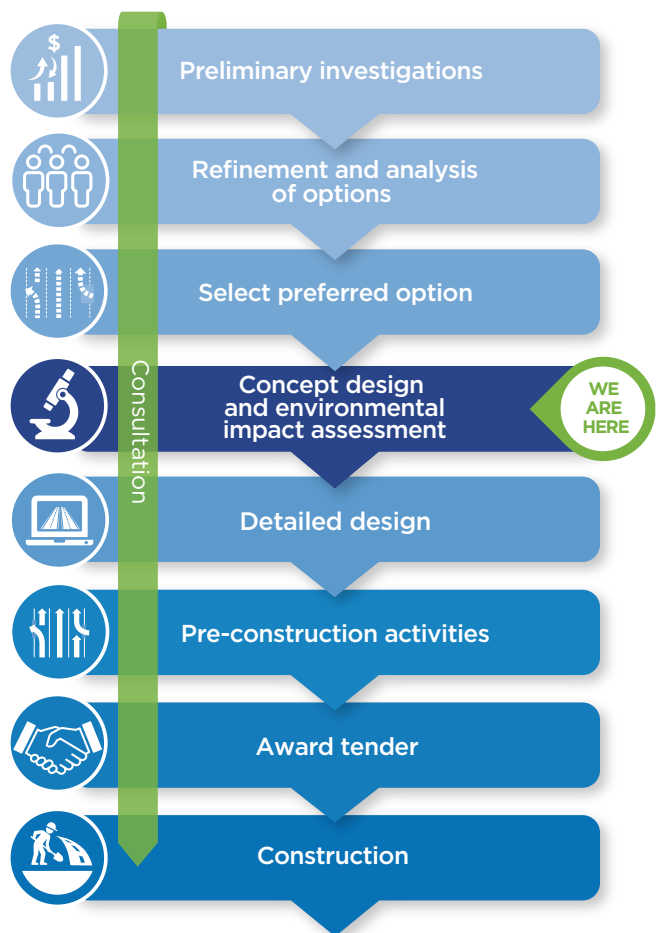 $
Preliminary investigations
Refinement and analysis
of options
Select preferred option
Consultation
Concept design
and environmental
impact assessment
WE
ARE
HERE
Detailed design
Pre-construction activities
Award tender
Construction